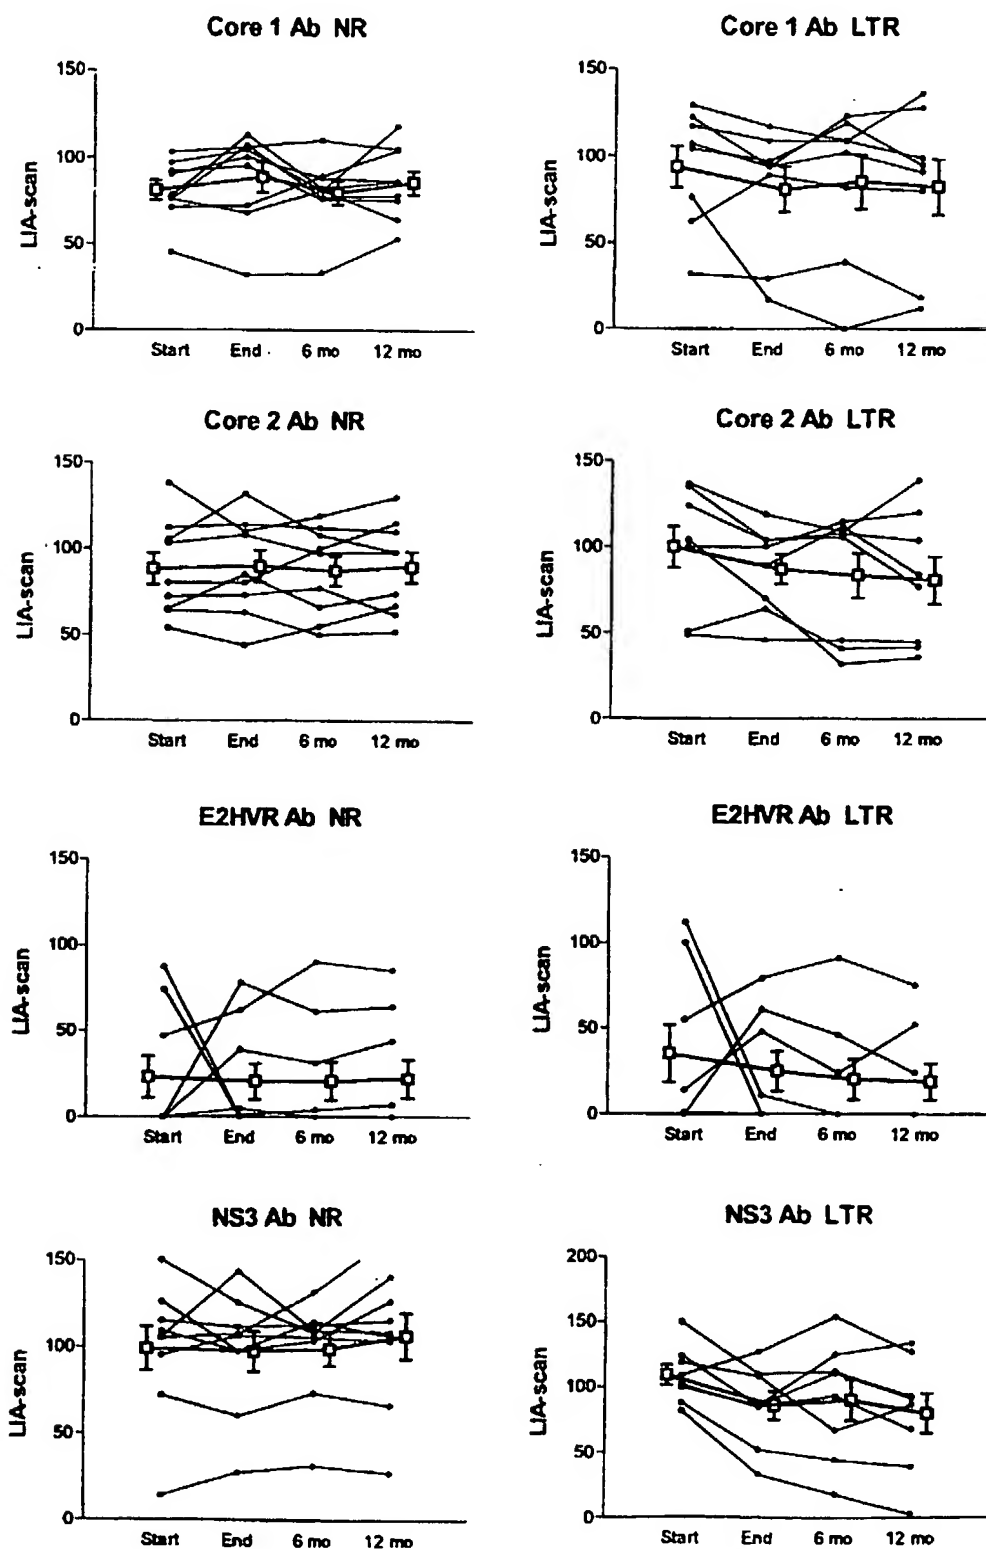 Core 1 Ab NR
150
100
50
0
LIA-scan
Start End 6 mo 12 mo
Core 1 Ab LTR
150
100
50
0
LIA-scan
Start End 6 mo 12 mo
Core 2 Ab NR
150
100
50
0
LIA-scan
Start End 6 mo 12 mo
Core 2 Ab LTR
150
100
50
0
LIA-scan
Start End 6 mo 12 mo
E2HVR Ab NR
150
100
50
0
LIA-scan
Start End 6 mo 12 mo
E2HVR Ab LTR
150
100
50
0
LIA-scan
Start End 6 mo 12 mo
NS3 Ab NR
150
100
50
0
LIA-scan
Start End 6 mo 12 mo
NS3 Ab LTR
200
150
100
50
0
LIA-scan
Start End 6 mo 12 mo